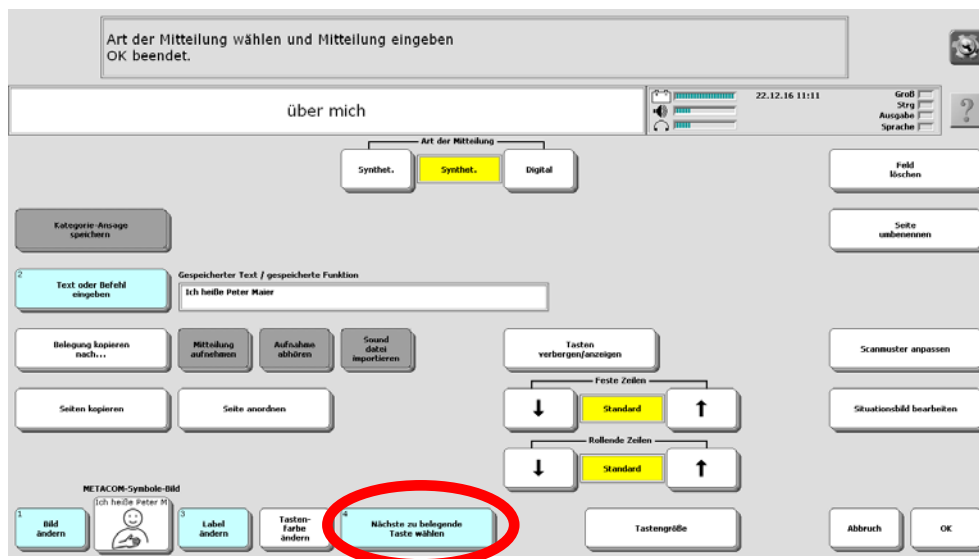 Art der Mitteilung wählen und Mitteilung eingeben
OK beendet.
über mich
22.12.16 11:11
Groß
Strg
Ausgabe
Sprache
?
Art der Mitteilung
Synthet.
Synthet.
Digital
Feld
löschen
Kategorie-Ansage
speichern
Seite
umbenennen
2
Text oder Befehl
eingeben
Gespeicherter Text / gespeicherte Funktion
Ich heiße Peter Maier
Belegung kopieren
nach...
Mitteilung
aufnehmen
Aufnahme
abhören
Sound
datei
importieren
Tasten
verbergen/anzeigen
Scanmuster anpassen
Feste Zeilen
Seiten kopieren
Seite anordnen
↓
Standard
↑
Situationsbild bearbeiten
Rollende Zeilen
↓
Standard
↑
METACOM-Symbole-Bild
1
Bild
ändern
Ich heiße Peter M
3
Label
ändern
Tasten-
Farbe
ändern
4
Nächste zu belegende
Taste wählen
Tastengröße
Abbruch
OK